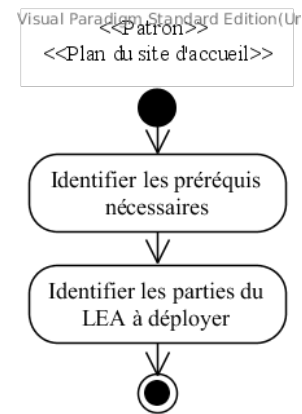 Visual Paradigm Standard Edition(Ur
<<Patron>>
<<Plan du site d'accueil>>
Identifier les prérequis
nécessaires
Identifier les parties du
LEA à déployer